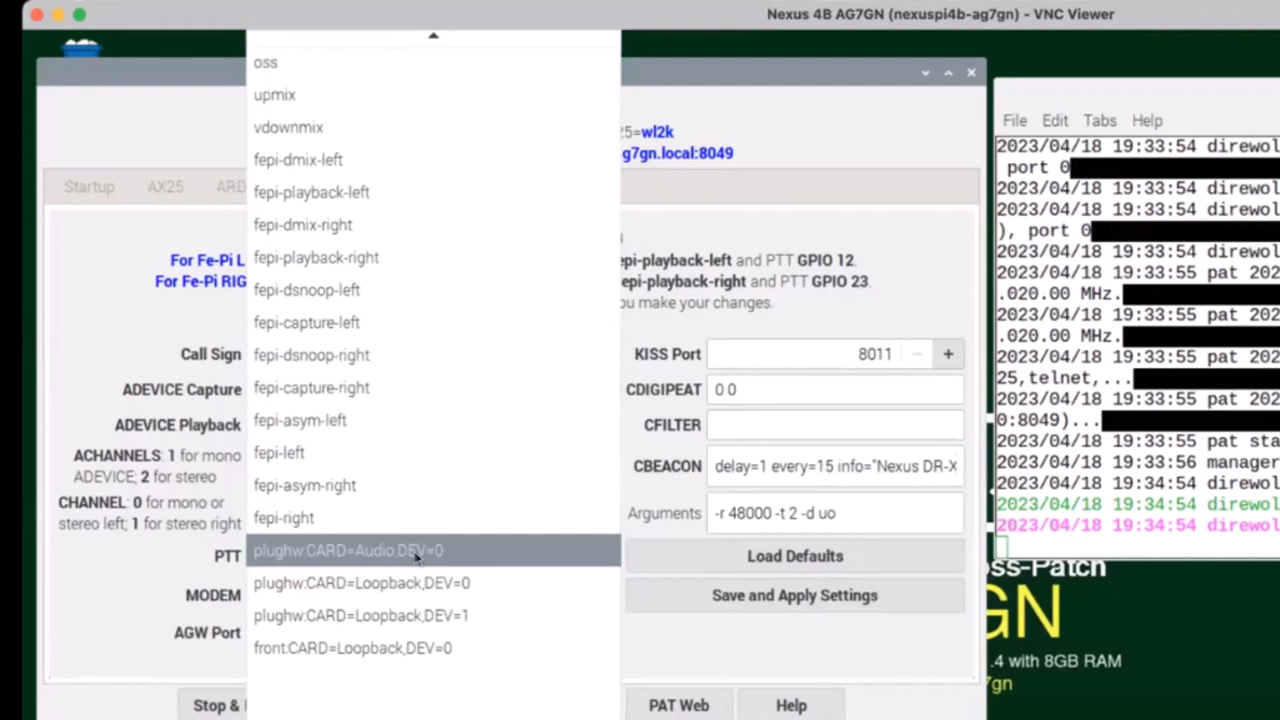 Nexus 4B AG7GN (nexuspi4b-ag7gn) - VNC Viewer
25=wl2k
g7gn.local:8049
Startup AX25 ARD
For Fe-Pi L
For Fe-Pi RIG
epi-playback-left and PTT GPIO 12.
epi-playback-right and PTT GPIO 23.
ou make your changes.
Call Sign
ADEVICE Capture
ADEVICE Playback
ACHANNELS: 1 for mono
ADEVICE; 2 for stereo
CHANNEL: 0 for mono or
stereo left; 1 for stereo right
PTT
MODEM
AGW Port
Stop &
oss
upmix
vdownmix
fepi-dmix-left
fepi-playback-left
fepi-dmix-right
fepi-playback-right
fepi-dsnoop-left
fepi-capture-left
fepi-dsnoop-right
fepi-capture-right
fepi-asym-left
fepi-left
fepi-asym-right
fepi-right
plughw:CARD=Audio,DEV=0
plughw:CARD=Loopback,DEV=0
plughw:CARD=Loopback,DEV=1
front:CARD=Loopback,DEV=0
KISS Port 8011 − +
CDIGIPEAT 0 0
CFILTER
CBEACON delay=1 every=15 info="Nexus DR-X
Arguments -r 48000 -t 2 -d uo
Load Defaults
Save and Apply Settings
PAT Web Help
File Edit Tabs Help
2023/04/18 19:33:54 direwol
port 0
2023/04/18 19:33:54 direwol
2023/04/18 19:33:54 direwol
), port 0
2023/04/18 19:33:54 direwol
2023/04/18 19:33:55 pat 202
.020.00 MHz.
2023/04/18 19:33:55 pat 202
.020.00 MHz.
2023/04/18 19:33:55 pat 202
25,telnet,...
2023/04/18 19:33:55 pat 202
0:8049)...
2023/04/18 19:33:55 pat sta
2023/04/18 19:33:56 manager
2023/04/18 19:34:54 direwol
2023/04/18 19:34:54 direwol
2023/04/18 19:34:54 direwol
oss-Patch
GN
.4 with 8GB RAM
7gn